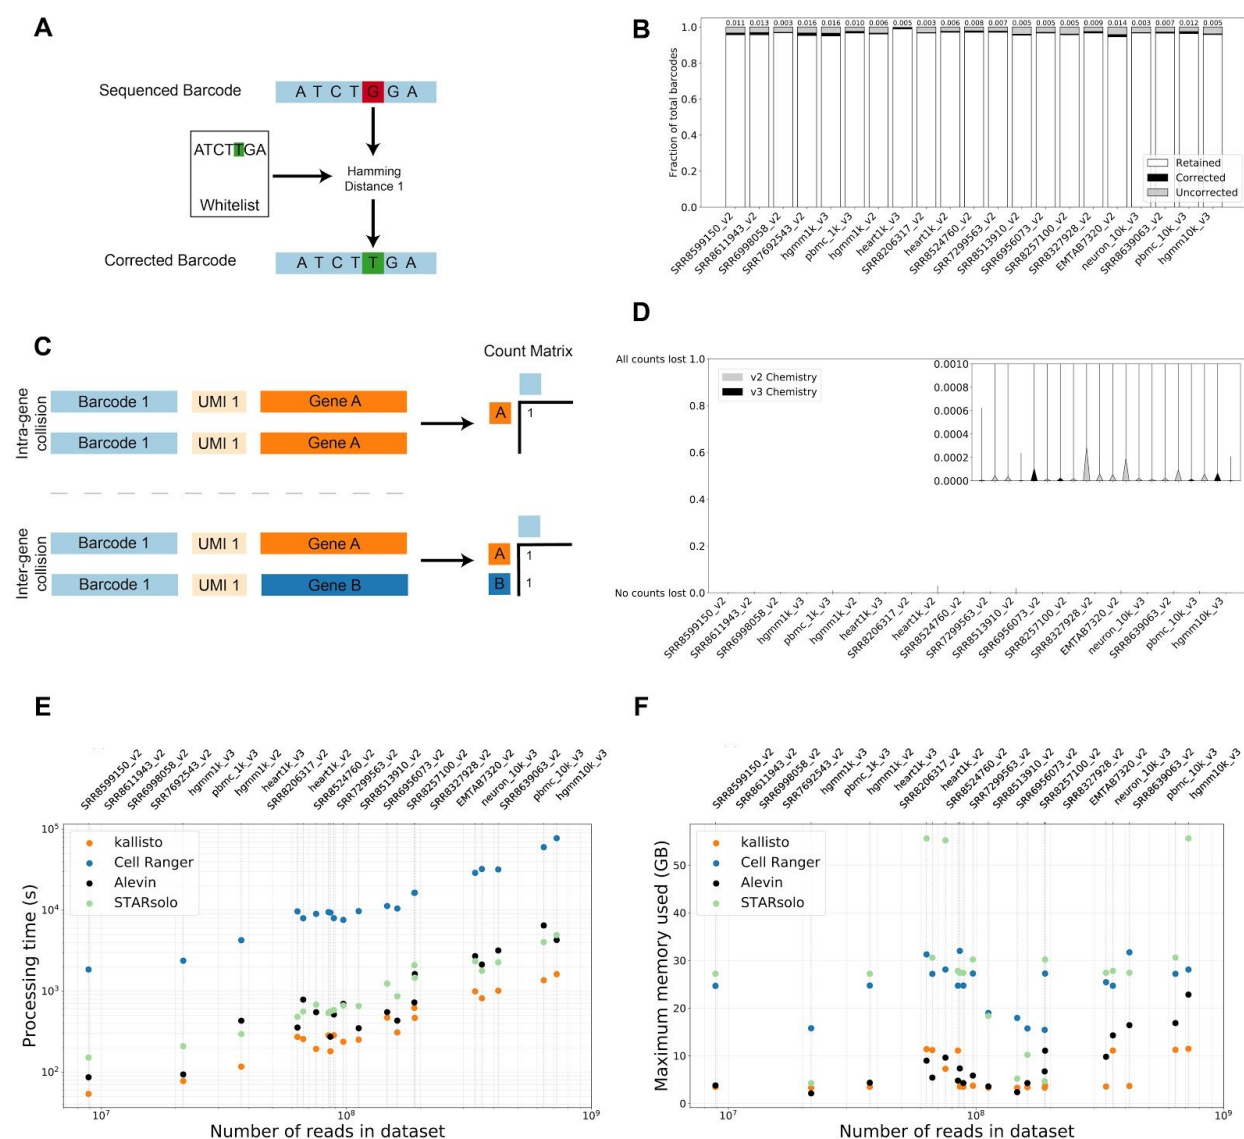 A
Sequenced Barcode
A T C T G G A
ATCTTGA
Whitelist
Hamming
Distance 1
Corrected Barcode
A T C T T G A
B
Fraction of total barcodes
1.0
0.8
0.6
0.4
0.2
0.0
0.011 0.013 0.003 0.016 0.016 0.010 0.006 0.005 0.003 0.006 0.008 0.007 0.005 0.005 0.005 0.009 0.014 0.003 0.007 0.012 0.005
Retained
Corrected
Uncorrected
SRR8599150_v2
SRR8611943_v2
SRR6998058_v2
SRR7692543_v2
hgmm1k_v3
pbmc_1k_v3
hgmm1k_v2
heart1k_v3
SRR8206317_v2
heart1k_v2
SRR8524760_v2
SRR7299563_v2
SRR8513910_v2
SRR6956073_v2
SRR8257100_v2
SRR8327928_v2
EMTAB7320_v2
neuron_10k_v3
SRR8639063_v2
pbmc_10k_v3
hgmm10k_v3
C
Count Matrix
Intra-gene
collision
Barcode 1 UMI 1 Gene A
Barcode 1 UMI 1 Gene A
A 1
Inter-gene
collision
Barcode 1 UMI 1 Gene A
Barcode 1 UMI 1 Gene B
A 1
B 1
D
All counts lost 1.0
0.8
0.6
0.4
0.2
No counts lost 0.0
v2 Chemistry
v3 Chemistry
0.0010
0.0008
0.0006
0.0004
0.0002
0.0000
SRR8599150_v2
SRR8611943_v2
SRR6998058_v2
hgmm1k_v3
pbmc_1k_v3
hgmm1k_v2
heart1k_v3
SRR8206317_v2
heart1k_v2
SRR8524760_v2
SRR7299563_v2
SRR8513910_v2
SRR6956073_v2
SRR8257100_v2
SRR8327928_v2
EMTAB7320_v2
neuron_10k_v3
SRR8639063_v2
pbmc_10k_v3
hgmm10k_v3
E
SRR8599150_v2
SRR8611943_v2
SRR6998058_v2
SRR7692543_v2
hgmm1k_v3
pbmc_1k_v3
hgmm1k_v2
heart1k_v3
SRR8206317_v2
heart1k_v2
SRR8524760_v2
SRR7299563_v2
SRR8513910_v2
SRR6956073_v2
SRR8257100_v2
SRR8327928_v2
EMTAB7320_v2
neuron_10k_v3
SRR8639063_v2
pbmc_10k_v3
hgmm10k_v3
Processing time (s)
10⁵
10⁴
10³
10²
kallisto
Cell Ranger
Alevin
STARsolo
10⁷ 10⁸ 10⁹
Number of reads in dataset
F
SRR8599150_v2
SRR8611943_v2
SRR6998058_v2
SRR7692543_v2
hgmm1k_v3
pbmc_1k_v3
hgmm1k_v2
heart1k_v3
SRR8206317_v2
heart1k_v2
SRR8524760_v2
SRR7299563_v2
SRR8513910_v2
SRR6956073_v2
SRR8257100_v2
SRR8327928_v2
EMTAB7320_v2
neuron_10k_v3
SRR8639063_v2
pbmc_10k_v3
hgmm10k_v3
Maximum memory used (GB)
50
40
30
20
10
0
kallisto
Cell Ranger
Alevin
STARsolo
10⁷ 10⁸ 10⁹
Number of reads in dataset